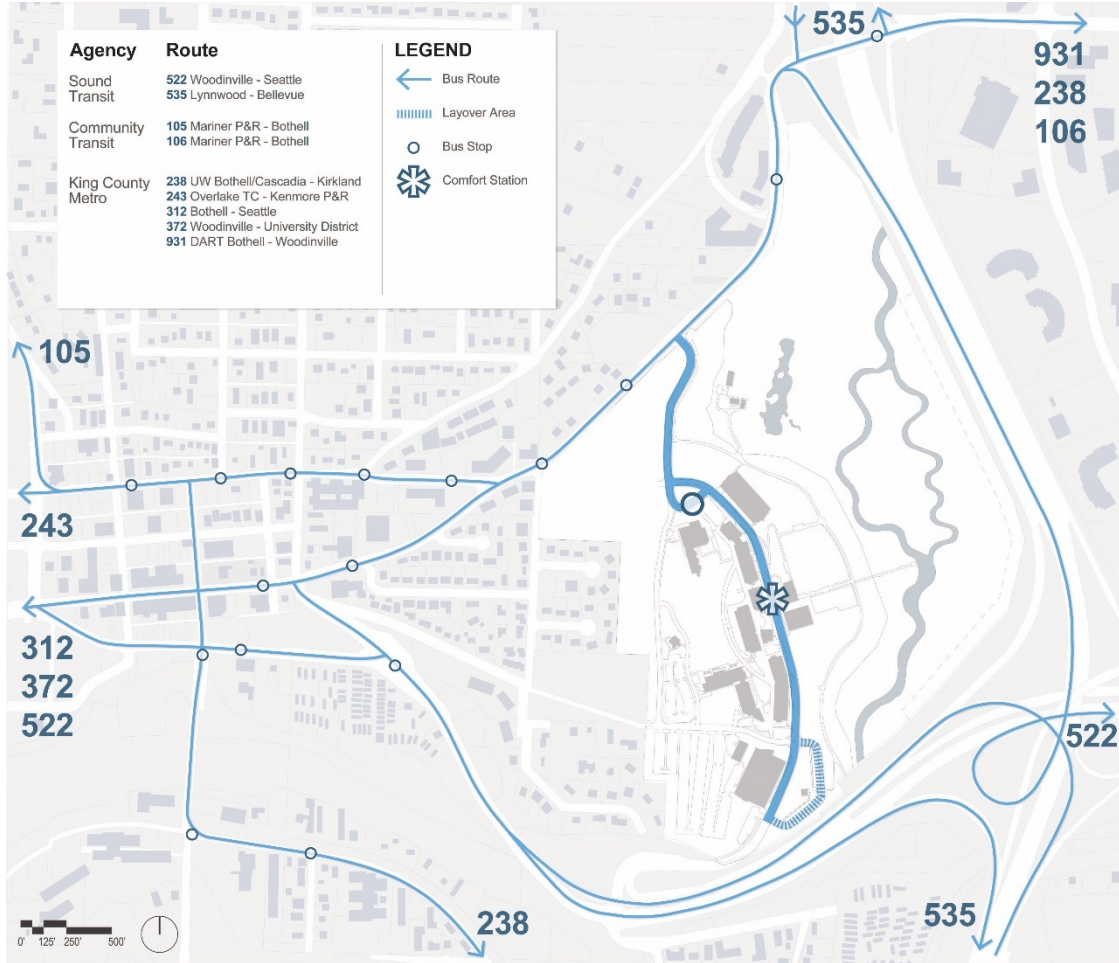 Agency Route
Sound Transit
522 Woodinville - Seattle
535 Lynnwood - Bellevue
Community Transit
105 Mariner P&R - Bothell
106 Mariner P&R - Bothell
King County Metro
238 UW Bothell/Cascadia - Kirkland
243 Overlake TC - Kenmore P&R
312 Bothell - Seattle
372 Woodinville - University District
931 DART Bothell - Woodinville
LEGEND
Bus Route
Layover Area
Bus Stop
Comfort Station
535
931
238
106
105
243
312
372
522
522
535
238
0' 125' 250' 500'